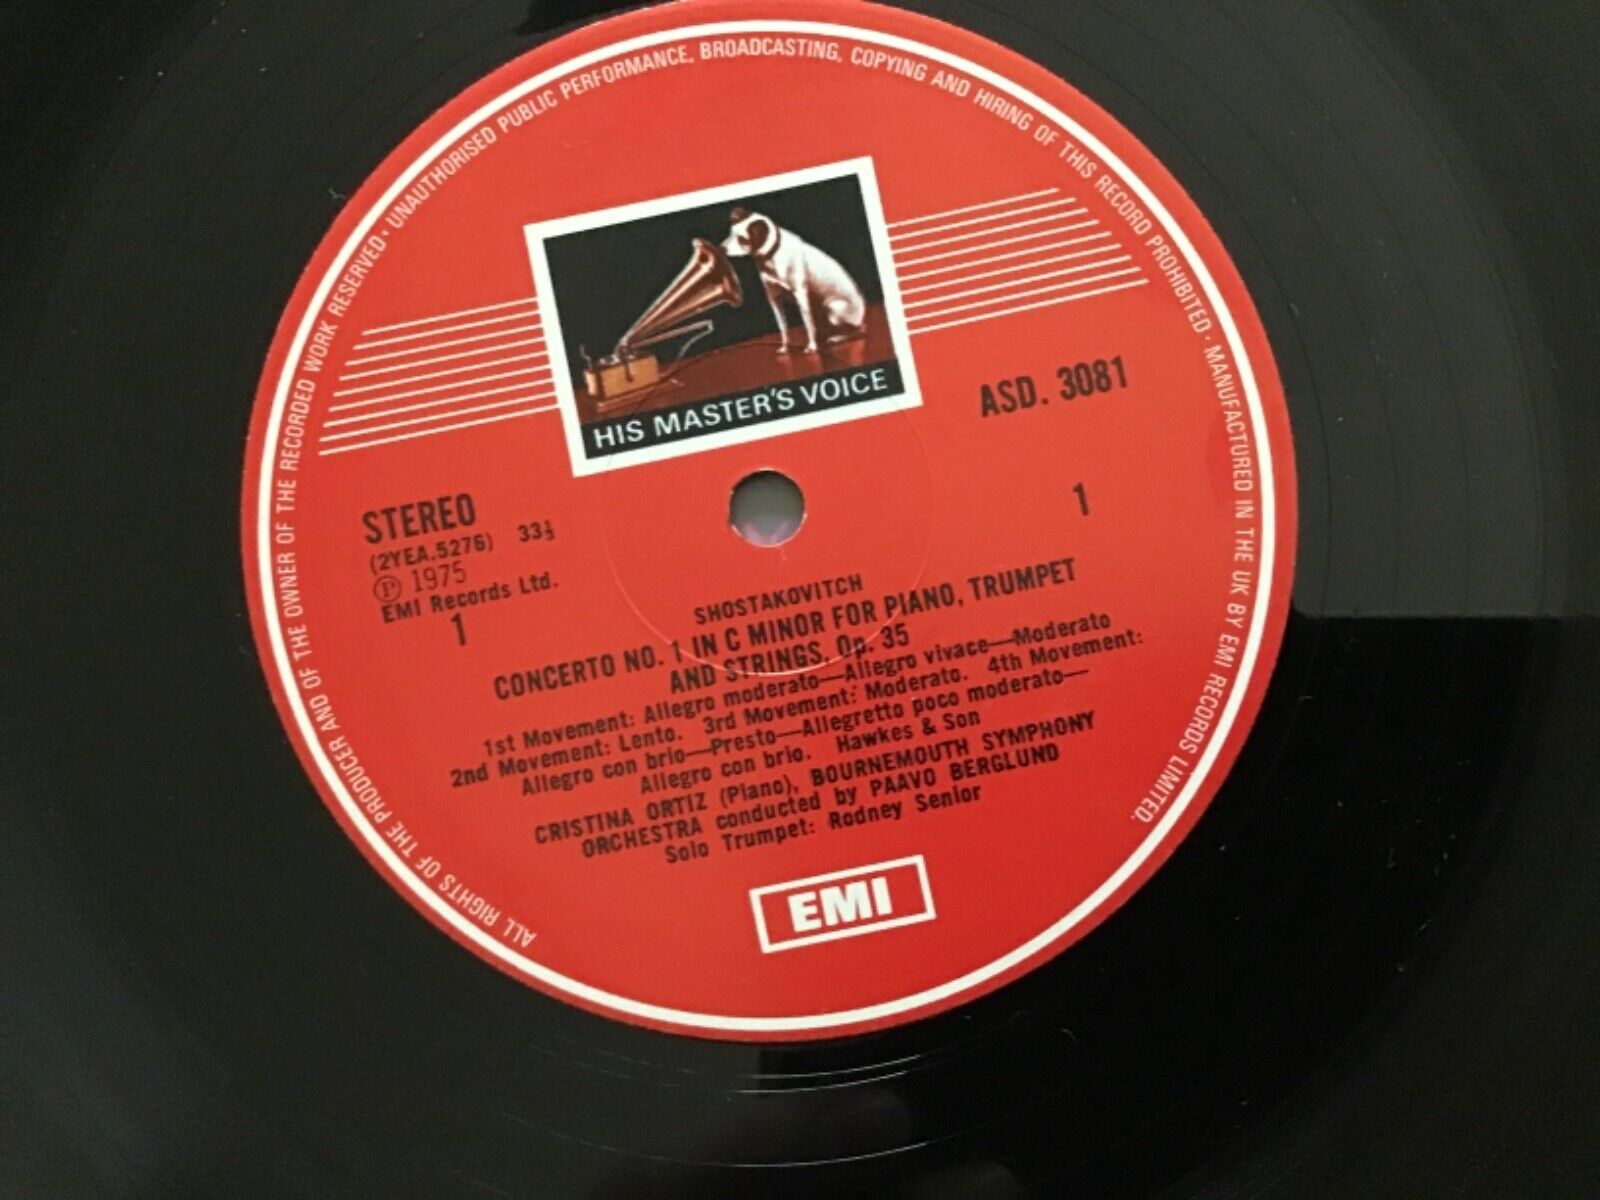 ALL RIGHTS OF THE PRODUCER AND OF THE OWNER OF THE RECORDED WORK RESERVED · UNAUTHORISED PUBLIC PERFORMANCE, BROADCASTING, COPYING AND HIRING OF THIS RECORD PROHIBITED · MANUFACTURED IN THE UK BY EMI RECORDS LIMITED.
HIS MASTER'S VOICE
ASD. 3081
STEREO
(2YEA.5276) 33⅓
Ⓟ 1975
EMI Records Ltd.
1
1
SHOSTAKOVITCH
CONCERTO NO. 1 IN C MINOR FOR PIANO, TRUMPET
AND STRINGS, Op. 35
1st Movement: Allegro moderato—Allegro vivace—Moderato
2nd Movement: Lento. 3rd Movement: Moderato. 4th Movement:
Allegro con brio—Presto—Allegretto poco moderato—
Allegro con brio. Hawkes & Son
CRISTINA ORTIZ (Piano), BOURNEMOUTH SYMPHONY
ORCHESTRA conducted by PAAVO BERGLUND
Solo Trumpet: Rodney Senior
EMI